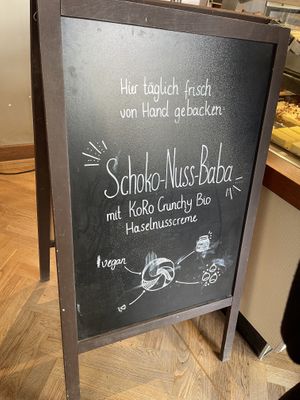 Hier täglich frisch
von Hand gebacken
Schoko-Nuss-Baba
mit KoRo Crunchy Bio
Haselnusscreme
vegan